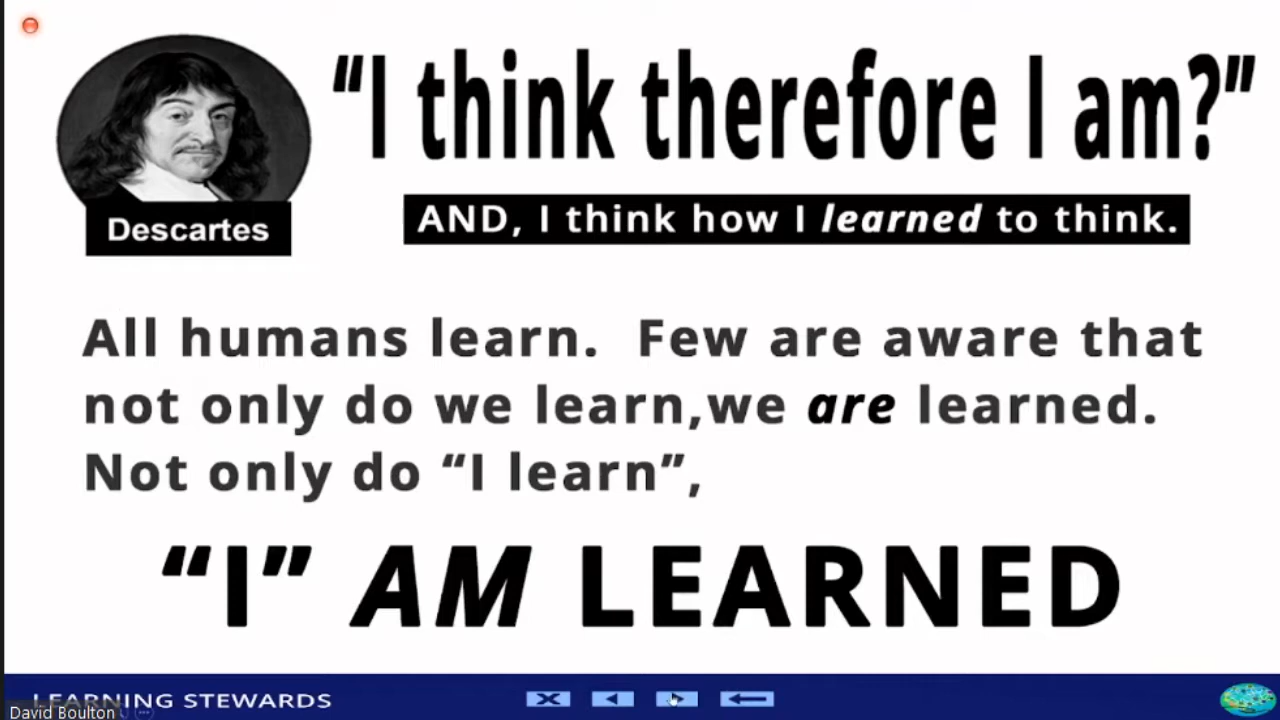 “I think therefore I am?”
Descartes
AND, I think how I learned to think.
All humans learn.  Few are aware that
not only do we learn,we are learned.
Not only do “I learn”,
“I” AM LEARNED
LEARNING STEWARDS
David Boulton